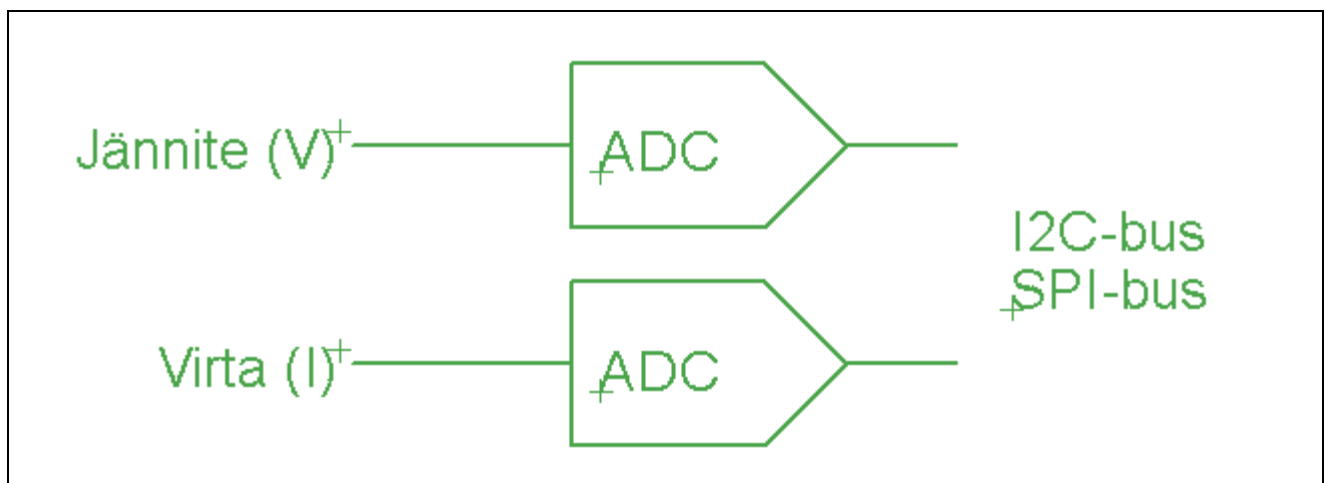 Jännite (V)
ADC
I2C-bus
SPI-bus
Virta (I)
ADC